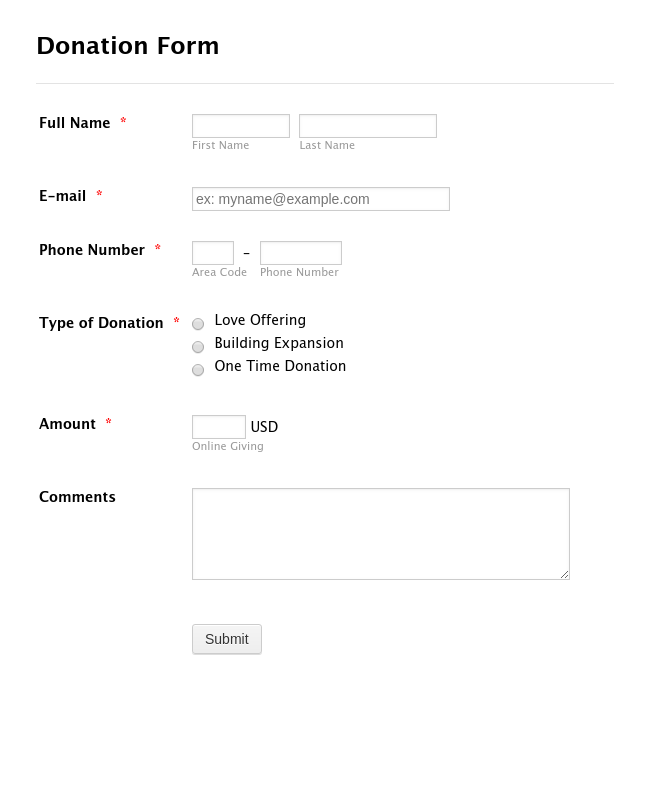 Donation Form
Full Name *
First Name Last Name
E-mail * ex: myname@example.com
Phone Number * -
Area Code Phone Number
Type of Donation * Love Offering
Building Expansion
One Time Donation
Amount * USD
Online Giving
Comments
Submit